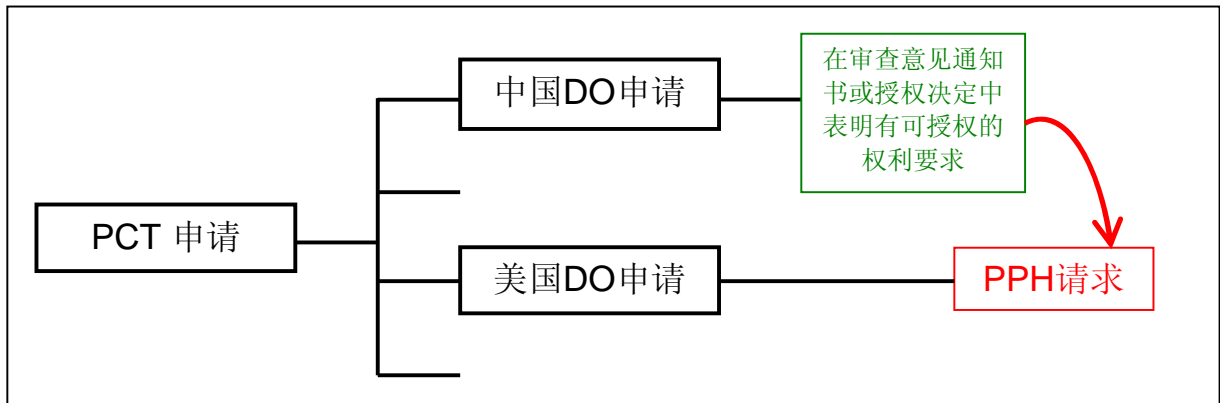 中国DO申请
在审查意见通知
书或授权决定中
表明有可授权的
权利要求
PCT 申请
美国DO申请
PPH请求